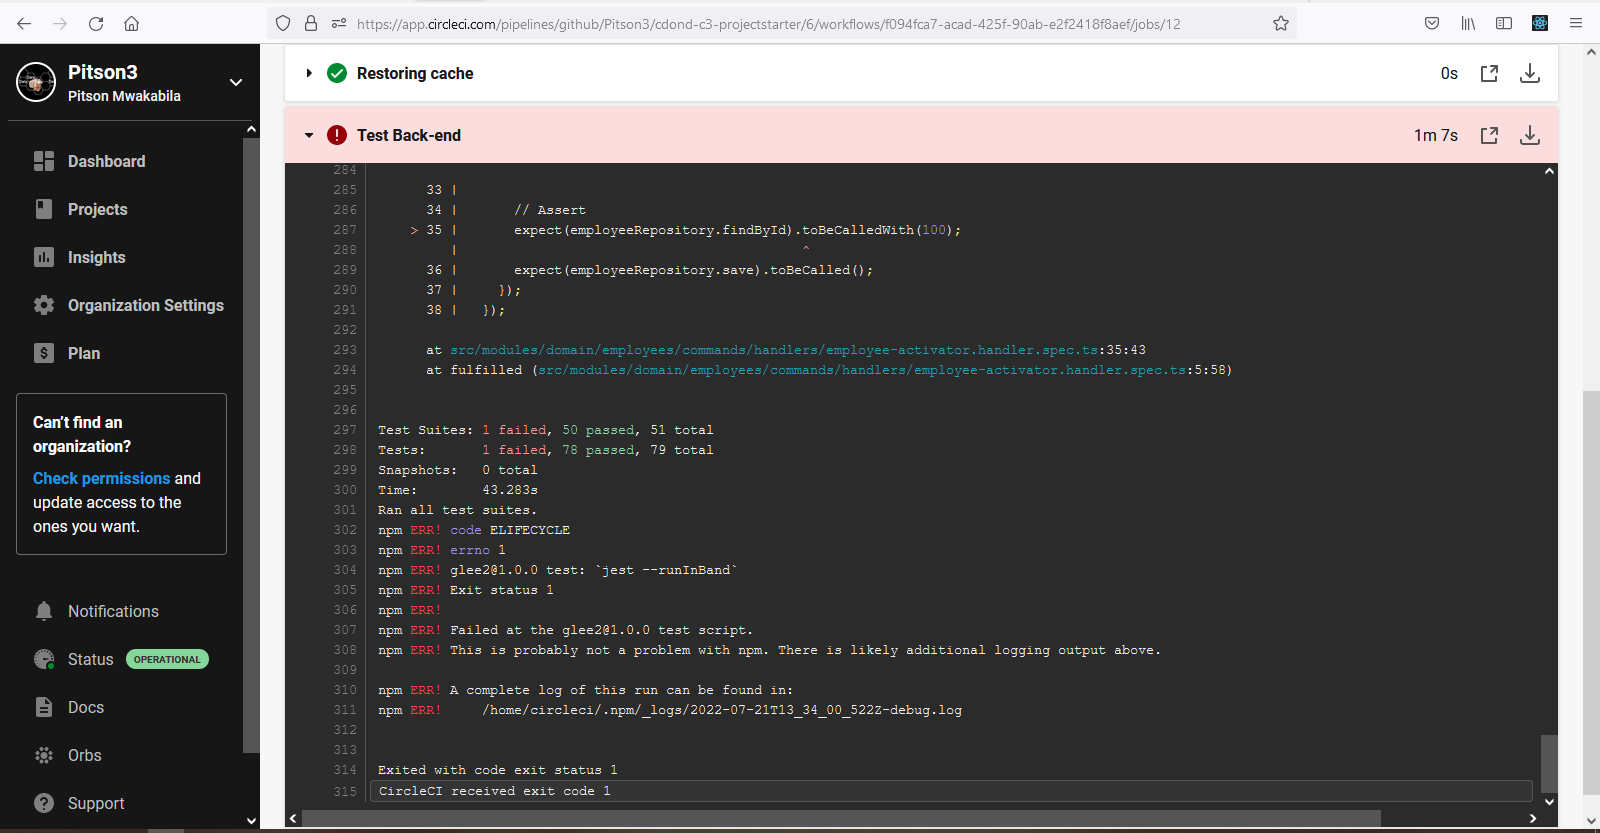 https://app.circleci.com/pipelines/github/Pitson3/cdond-c3-projectstarter/6/workflows/f094fca7-acad-425f-90ab-e2f2418f8aef/jobs/12
Pitson3
Pitson Mwakabila
Dashboard
Projects
Insights
Organization Settings
Plan
Can't find an
organization?
Check permissions and
update access to the
ones you want.
Notifications
Status OPERATIONAL
Docs
Orbs
Support
Restoring cache 0s
Test Back-end 1m 7s
284
285 33 |
286 34 | // Assert
287 > 35 | expect(employeeRepository.findById).toBeCalledWith(100);
288 | ^
289 36 | expect(employeeRepository.save).toBeCalled();
290 37 | });
291 38 | });
292
293 at src/modules/domain/employees/commands/handlers/employee-activator.handler.spec.ts:35:43
294 at fulfilled (src/modules/domain/employees/commands/handlers/employee-activator.handler.spec.ts:5:58)
295
296
297 Test Suites: 1 failed, 50 passed, 51 total
298 Tests: 1 failed, 78 passed, 79 total
299 Snapshots: 0 total
300 Time: 43.283s
301 Ran all test suites.
302 npm ERR! code ELIFECYCLE
303 npm ERR! errno 1
304 npm ERR! glee2@1.0.0 test: `jest --runInBand`
305 npm ERR! Exit status 1
306 npm ERR!
307 npm ERR! Failed at the glee2@1.0.0 test script.
308 npm ERR! This is probably not a problem with npm. There is likely additional logging output above.
309
310 npm ERR! A complete log of this run can be found in:
311 npm ERR! /home/circleci/.npm/_logs/2022-07-21T13_34_00_522Z-debug.log
312
313
314 Exited with code exit status 1
315 CircleCI received exit code 1